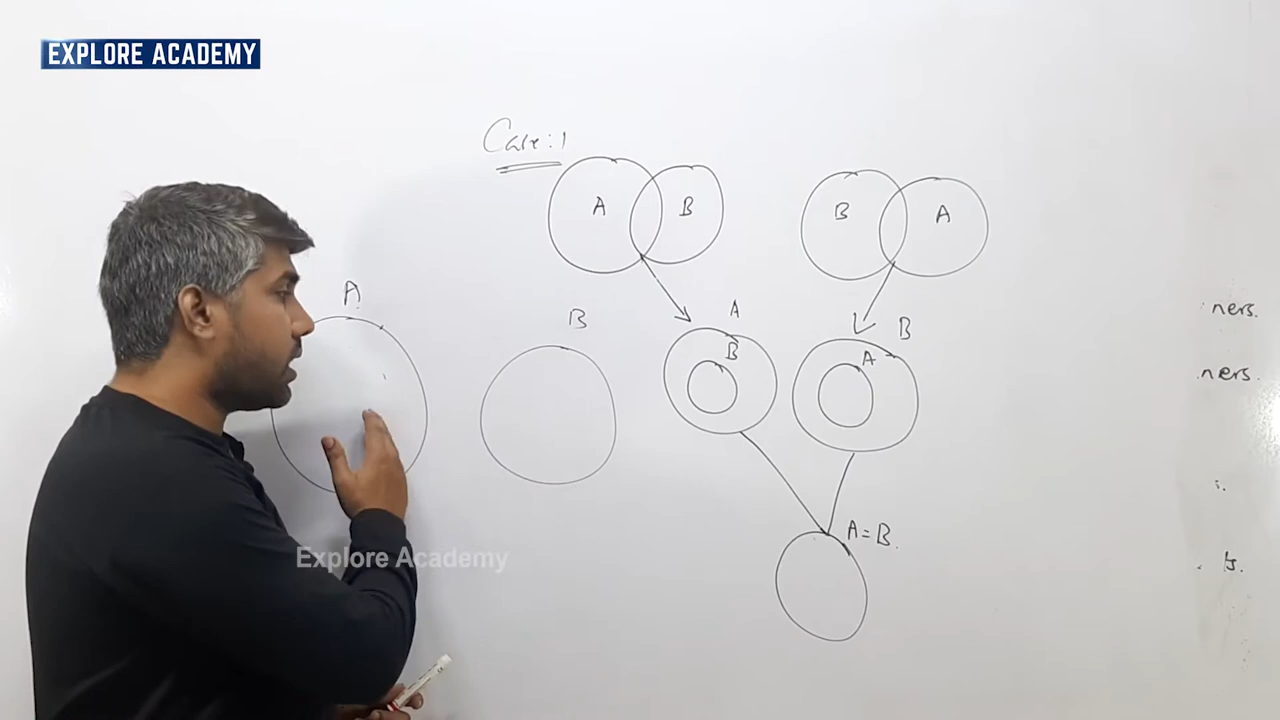 EXPLORE ACADEMY
Case:1
A B
B A
A
B
A
B
B
A
ners.
ners.
A=B.
Explore Academy